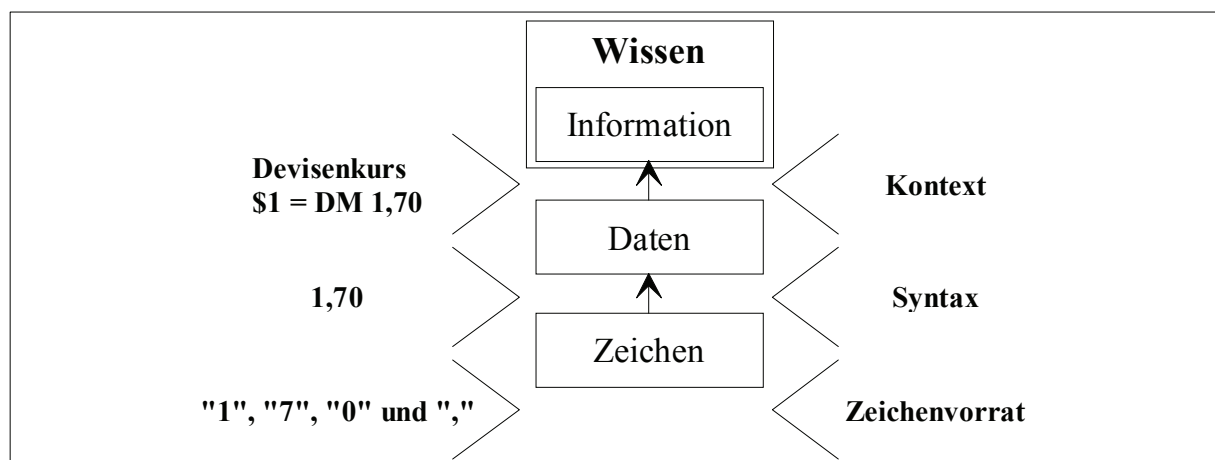 Wissen
Information
Devisenkurs
$1 = DM 1,70
Kontext
Daten
1,70
Syntax
Zeichen
"1", "7", "0" und ","
Zeichenvorrat